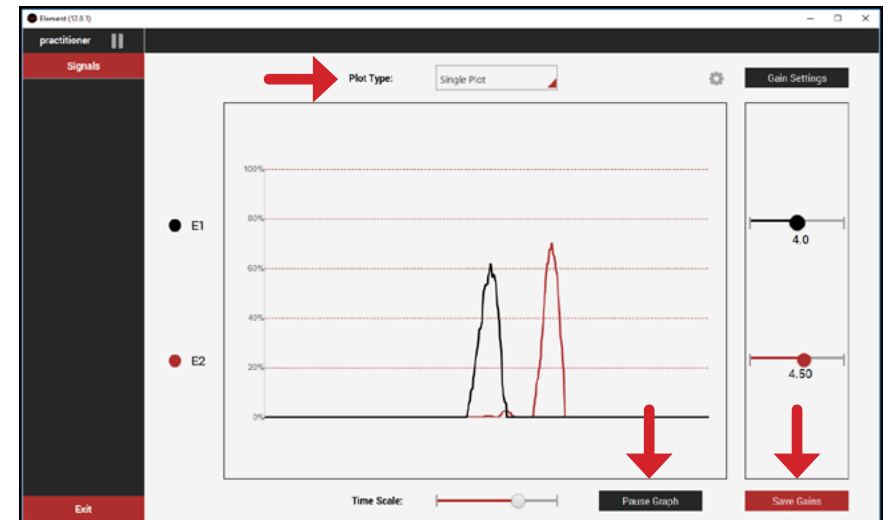 Element (12.0.1)
practitioner
Signals
Plot Type:
Single Plot
Gain Settings
100%
80%
60%
40%
20%
0%
E1
E2
4.0
4.50
Time Scale:
Pause Graph
Save Gains
Exit